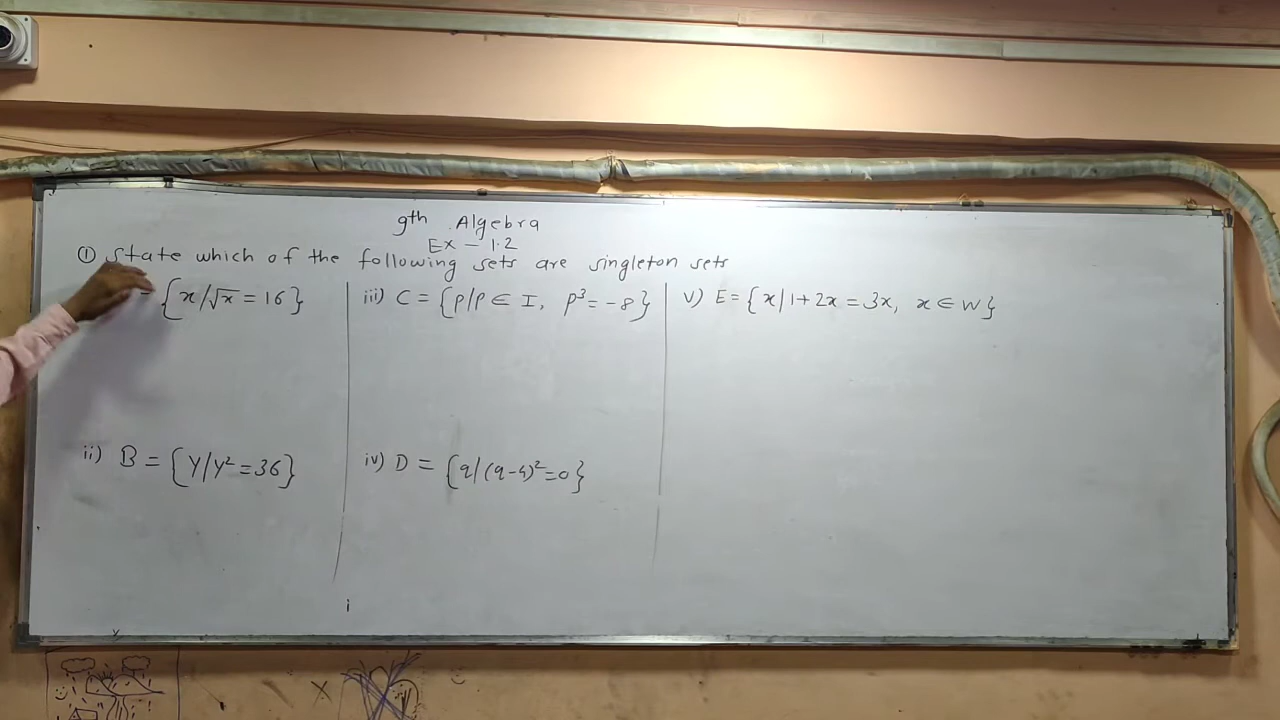 9th Algebra
Ex - 1.2
① State which of the following sets are singleton sets
= {x/√x = 16}
iii) C = {p/p ∈ I, p³ = -8}
v) E = {x/1+2x = 3x, x ∈ W}
ii) B = {y/y² = 36}
iv) D = {q/(q-4)² = 0}